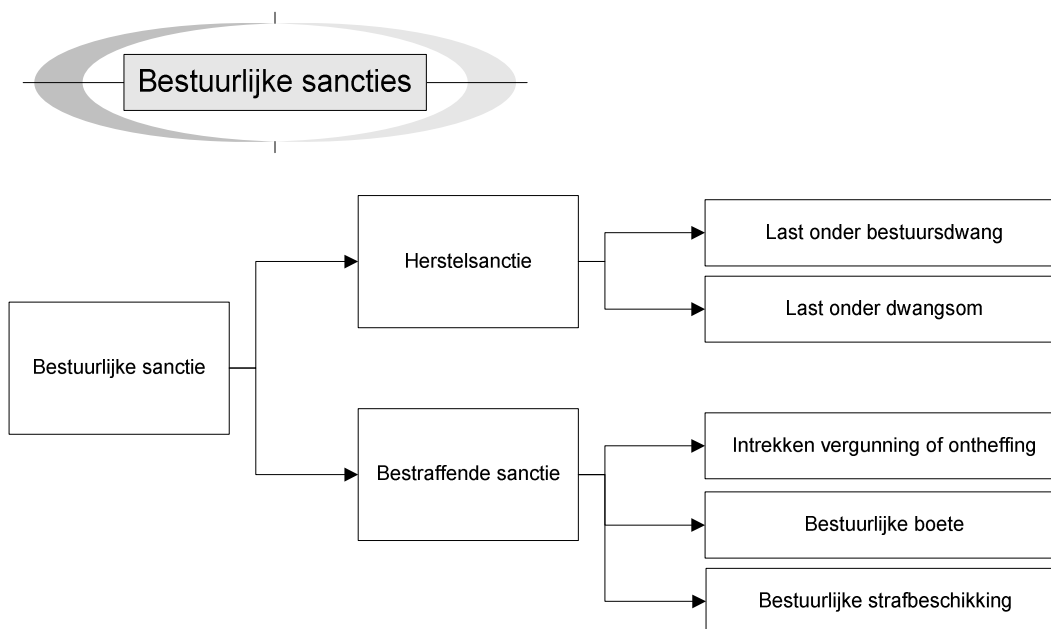 Bestuurlijke sancties
Bestuurlijke sanctie
Herstelsanctie
Last onder bestuursdwang
Last onder dwangsom
Bestraffende sanctie
Intrekken vergunning of ontheffing
Bestuurlijke boete
Bestuurlijke strafbeschikking